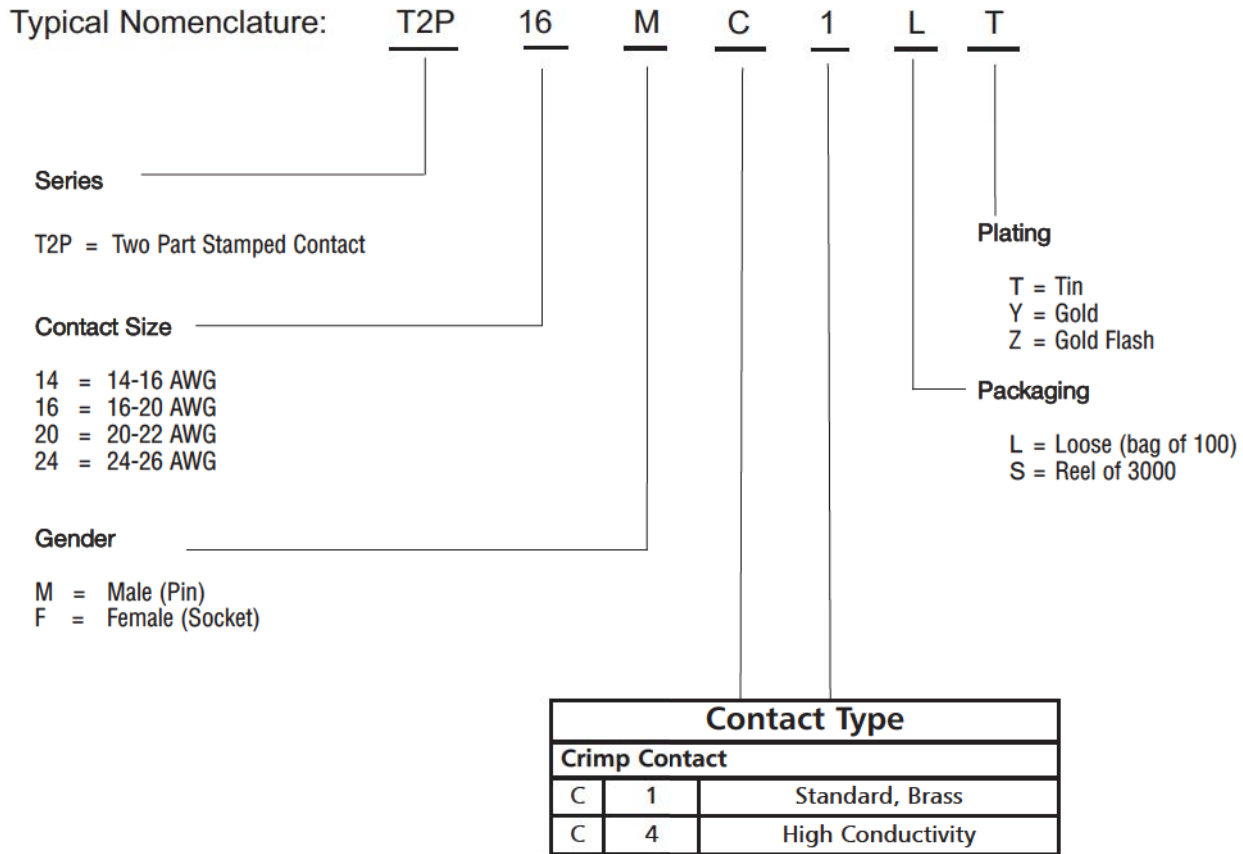 Typical Nomenclature: T2P 16 M C 1 L T
Series
T2P = Two Part Stamped Contact
Contact Size
14 = 14-16 AWG
16 = 16-20 AWG
20 = 20-22 AWG
24 = 24-26 AWG
Gender
M = Male (Pin)
F = Female (Socket)
Plating
T = Tin
Y = Gold
Z = Gold Flash
Packaging
L = Loose (bag of 100)
S = Reel of 3000
Contact Type
Crimp Contact
C 1 Standard, Brass
C 4 High Conductivity